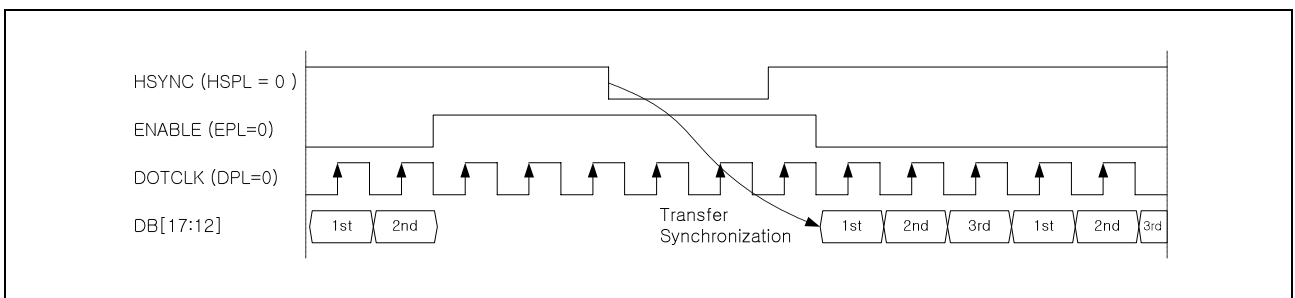 HSYNC (HSPL = 0 )
ENABLE (EPL=0)
DOTCLK (DPL=0)
DB[17:12]
1st
2nd
Transfer
Synchronization
1st
2nd
3rd
1st
2nd
3rd